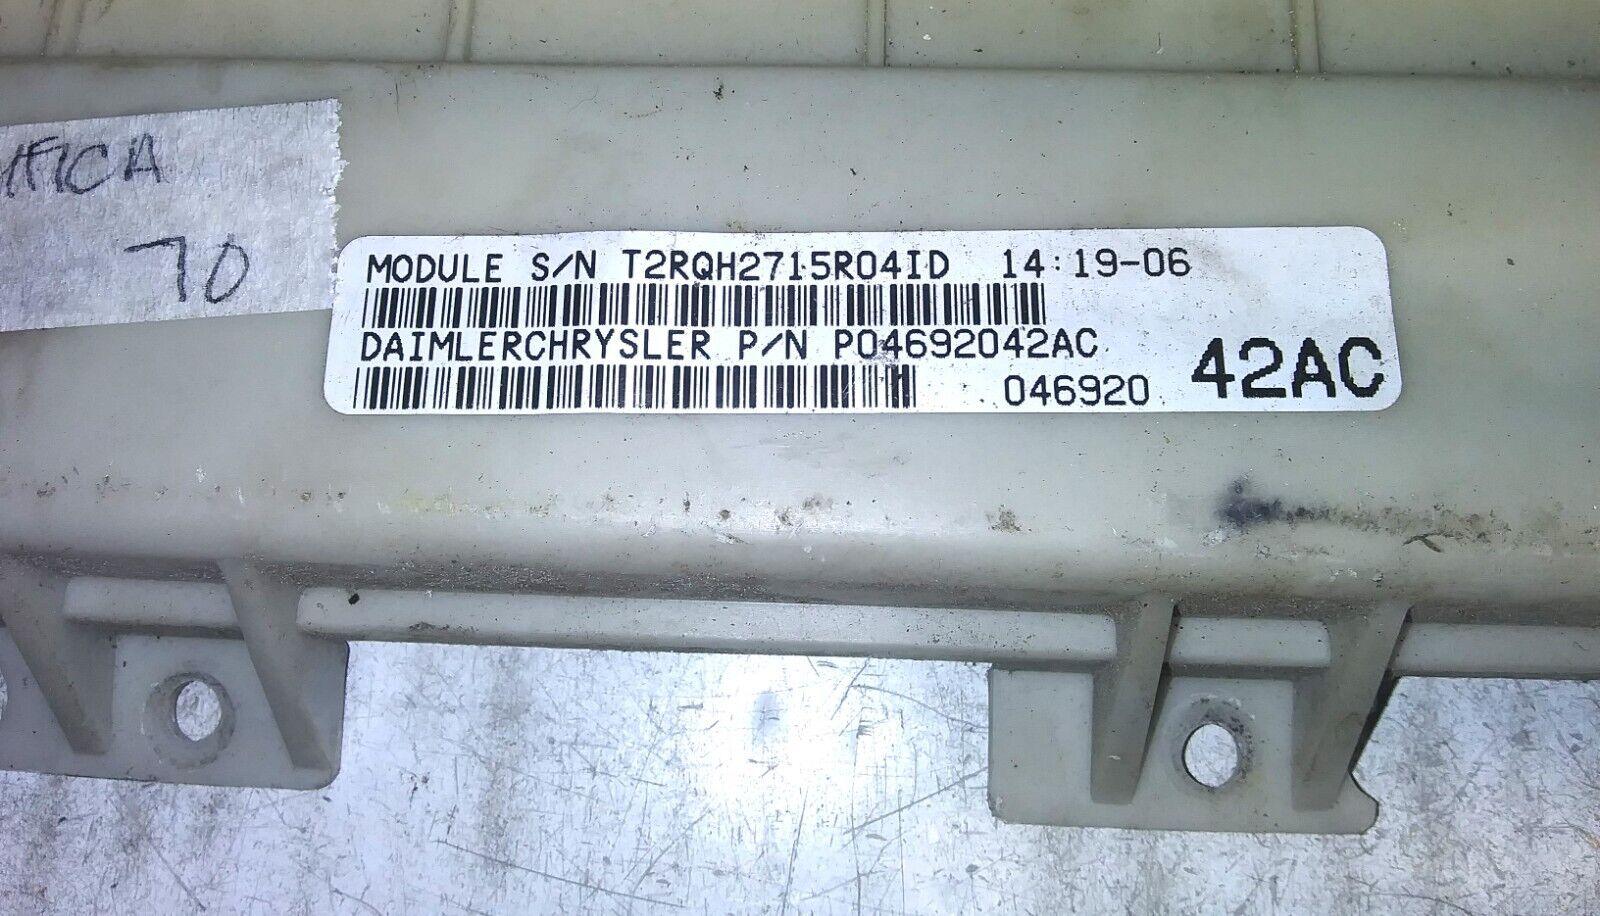 70
MODULE S/N T2RQH2715R04ID 14:19-06
DAIMLERCHRYSLER P/N P04692042AC
046920 42AC